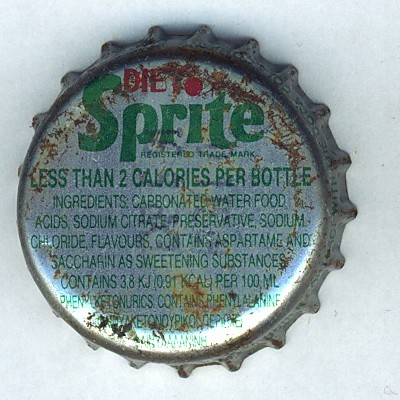 DIET
Sprite
REGISTERED TRADE MARK
LESS THAN 2 CALORIES PER BOTTLE
INGREDIENTS: CARBONATED WATER FOOD
ACIDS, SODIUM CITRATE, PRESERVATIVE, SODIUM
CHLORIDE, FLAVOURS, CONTAINS ASPARTAME AND
SACCHARIN AS SWEETENING SUBSTANCES
CONTAINS 3.8 KJ (0.91 KCAL) PER 100 ML
PHENYLKETONURICS: CONTAINS PHENYLALANINE